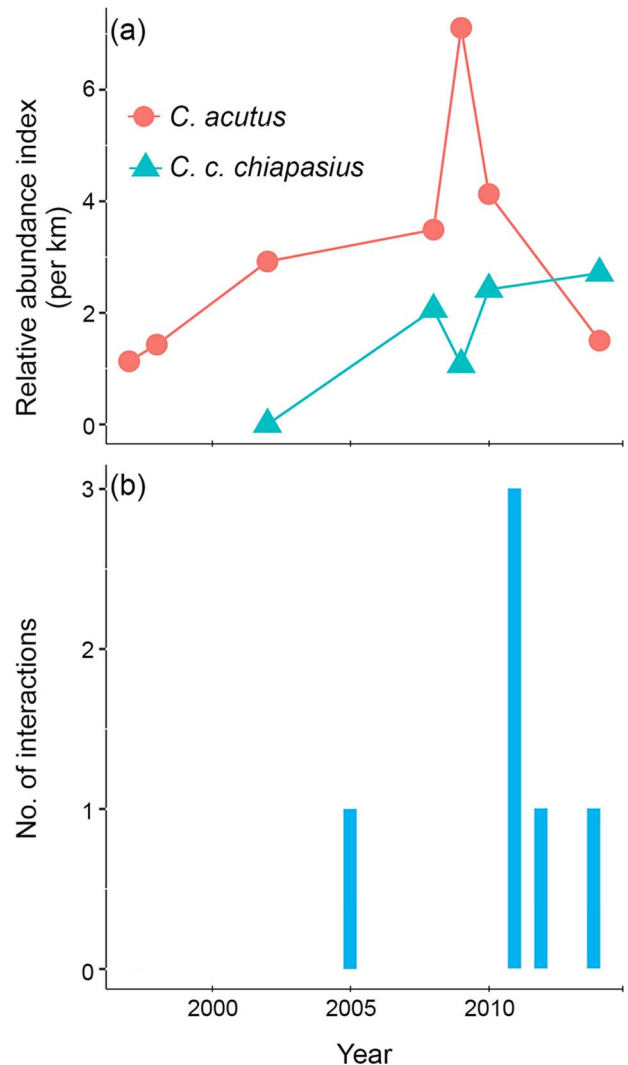 (a)
6
C. acutus
C. c. chiapasius
4
2
0
Relative abundance index
(per km)
(b)
3
2
1
0
No. of interactions
2000
2005
2010
Year